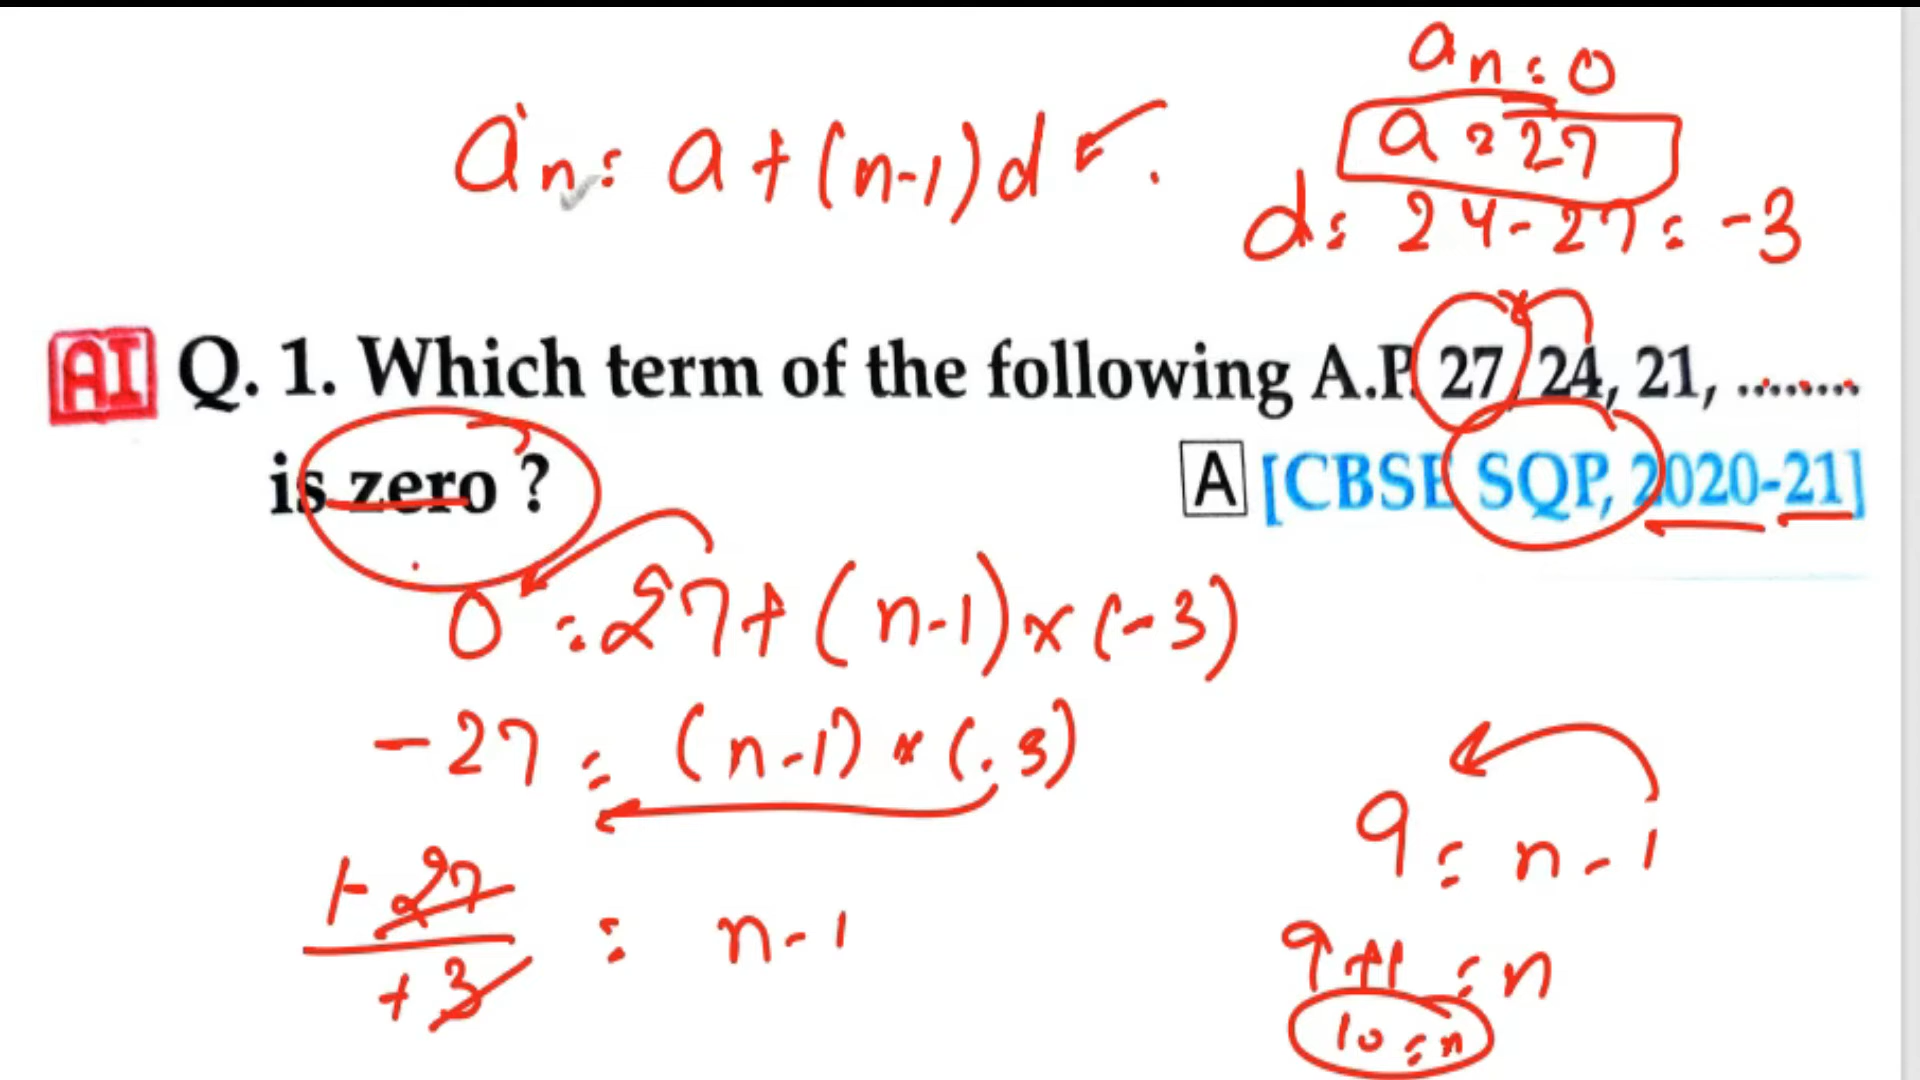 an = 0
an = a + (n-1) d
a = 27
d = 24 - 27 = -3
AI Q. 1. Which term of the following A.P. 27, 24, 21, ........
is zero ?
A [CBSE SQP, 2020-21]
0 = 27 + (n-1) x (-3)
-27 = (n-1) x (-3)
9 = n-1
-27
= n-1
9+1 = n
3
10 = n